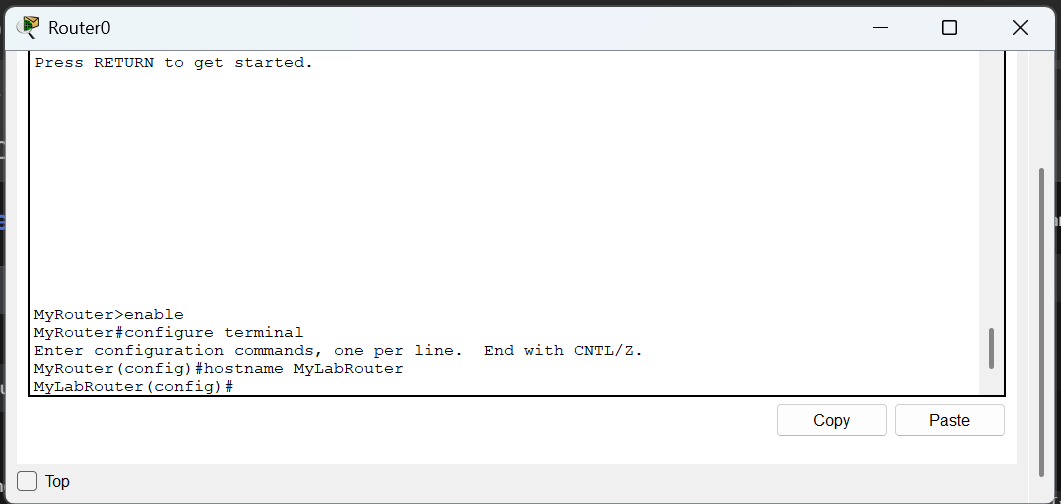 Router0
Press RETURN to get started.
MyRouter>enable
MyRouter#configure terminal
Enter configuration commands, one per line.  End with CNTL/Z.
MyRouter(config)#hostname MyLabRouter
MyLabRouter(config)#
Copy
Paste
Top